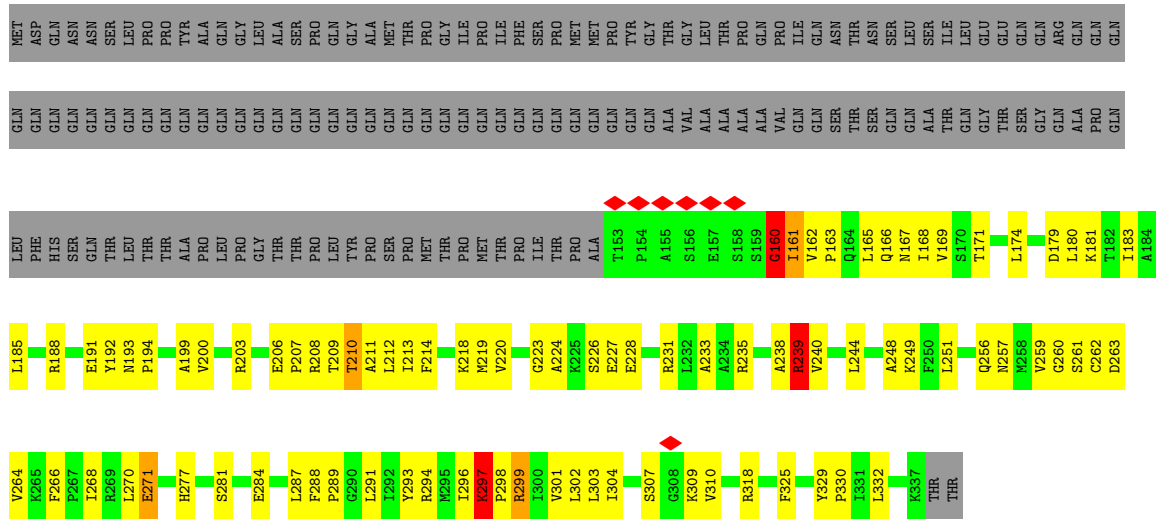 MET ASP GLN ASN ASN SER LEU PRO PRO TYR ALA GLN GLY LEU ALA SER PRO GLN GLY ALA MET THR PRO GLY ILE PRO ILE PHE SER PRO MET MET PRO TYR GLY THR GLY LEU THR PRO GLN PRO ILE GLN ASN THR ASN SER LEU SER ILE LEU GLU GLU GLN GLN ARG GLN GLN GLN
GLN GLN GLN GLN GLN GLN GLN GLN GLN GLN GLN GLN GLN GLN GLN GLN GLN GLN GLN GLN GLN GLN GLN GLN GLN GLN GLN GLN GLN GLN GLN GLN GLN GLN GLN ALA VAL ALA ALA ALA ALA VAL GLN GLN SER THR SER GLN GLN ALA THR GLN GLY THR SER GLY GLN ALA PRO GLN
LEU PHE HIS SER GLN THR LEU THR THR ALA PRO LEU PRO GLY THR THR PRO LEU TYR PRO SER PRO MET THR PRO MET THR PRO ILE THR PRO ALA T153 P154 A155 S156 E157 S158 S159 G160 I161 V162 P163 Q164 L165 Q166 N167 I168 V169 S170 T171 L174 D179 L180 K181 T182 I183 A184
L185 R188 E191 Y192 N193 P194 A199 V200 R203 E206 P207 R208 T209 T210 A211 L212 I213 F214 K218 M219 V220 G223 A224 K225 S226 E227 E228 R231 L232 A233 A234 R235 A238 R239 V240 L244 A248 K249 F250 L251 Q256 N257 M258 V259 G260 S261 C262 D263
V264 K265 F266 P267 I268 R269 L270 E271 H277 S281 E284 L287 F288 P289 G290 L291 I292 Y293 R294 M295 I296 K297 P298 R299 I300 V301 L302 L303 I304 S307 G308 K309 V310 R318 F325 Y329 P330 I331 L332 K337 THR THR